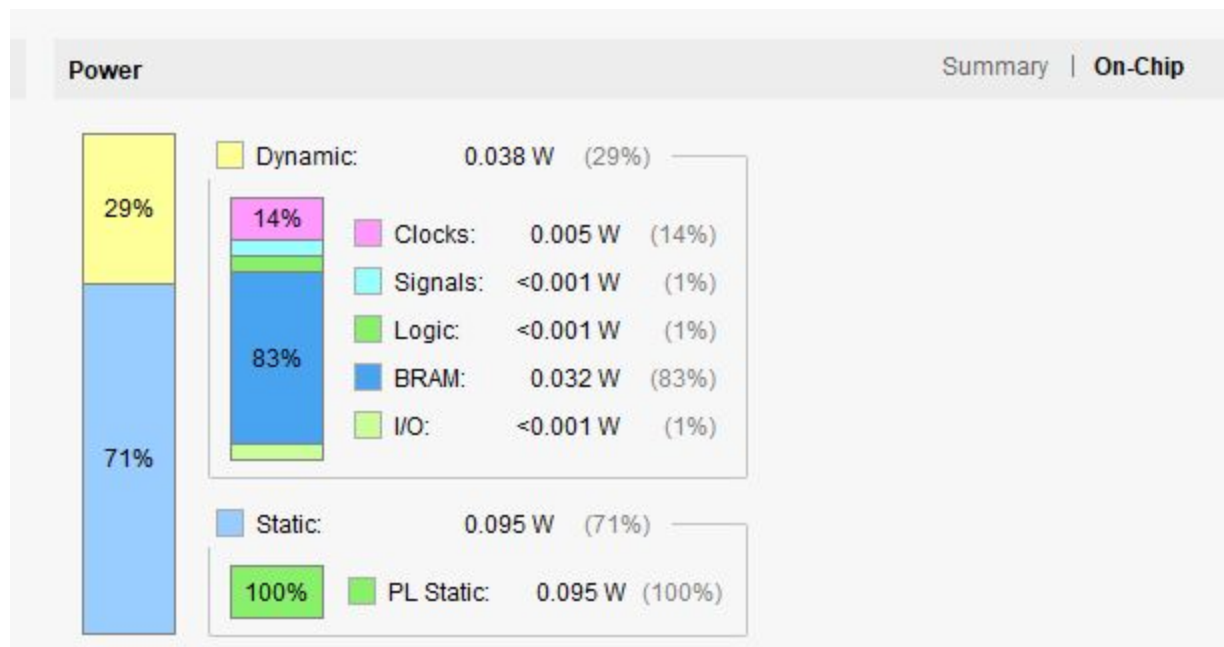 Power Summary | On-Chip
29%
71%
Dynamic: 0.038 W (29%)
14%
83%
Clocks: 0.005 W (14%)
Signals: <0.001 W (1%)
Logic: <0.001 W (1%)
BRAM: 0.032 W (83%)
I/O: <0.001 W (1%)
Static: 0.095 W (71%)
100% PL Static: 0.095 W (100%)